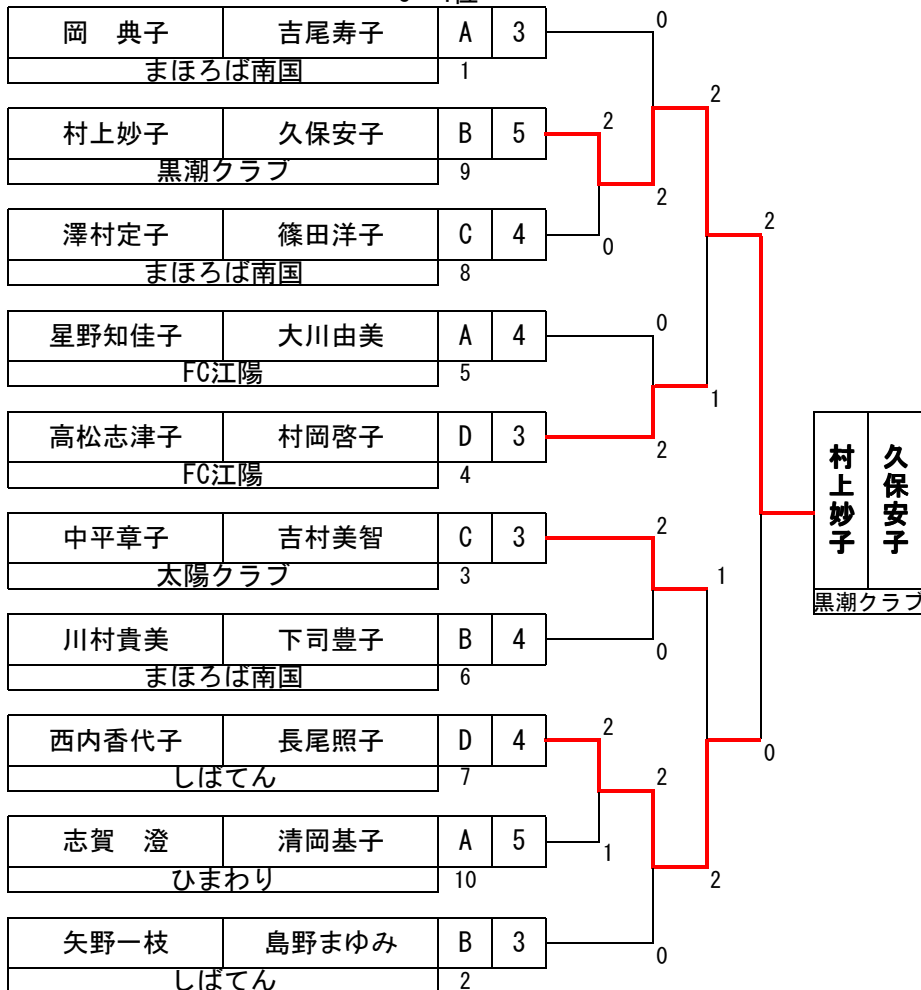 岡　典子 吉尾寿子 A 3 0
まほろば南国 1
2
村上妙子 久保安子 B 5 2
黒潮クラブ 9
2
2
澤村定子 篠田洋子 C 4 0
まほろば南国 8
星野知佳子 大川由美 A 4 0
FC江陽 5
1
高松志津子 村岡啓子 D 3 2
FC江陽 4
村上妙子 久保安子
黒潮クラブ
中平章子 吉村美智 C 3 2
太陽クラブ 3
1
川村貴美 下司豊子 B 4 0
まほろば南国 6
西内香代子 長尾照子 D 4 2
0
しばてん 7
2
志賀　澄 清岡基子 A 5 1
ひまわり 10
2
矢野一枝 島野まゆみ B 3 0
しばてん 2